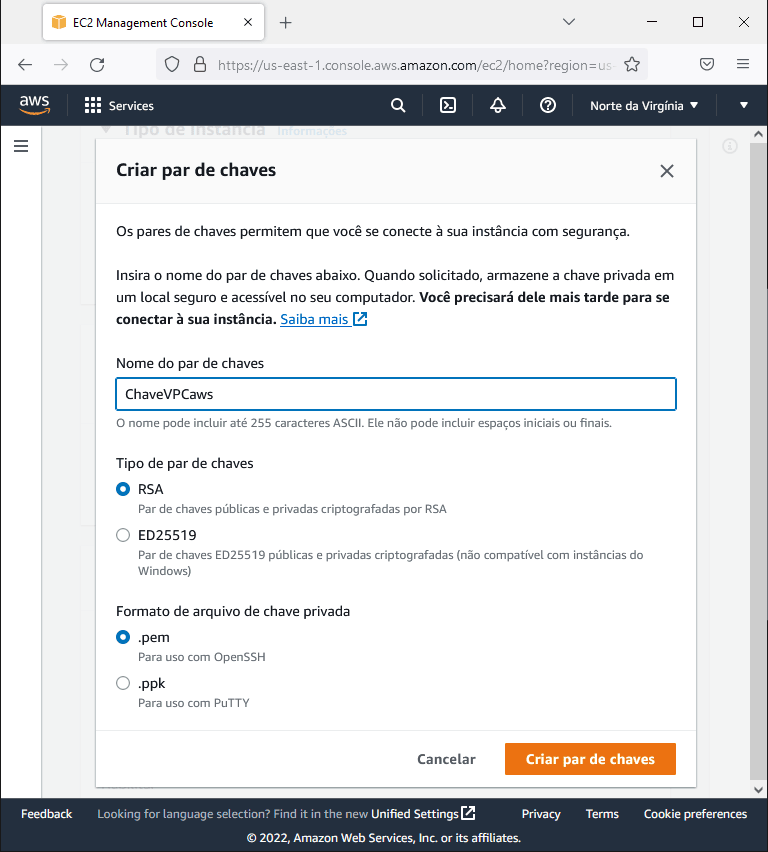 EC2 Management Console
https://us-east-1.console.aws.amazon.com/ec2/home?region=us-
aws
Services
Norte da Virgínia
Tipo de instância Informações
Criar par de chaves
Os pares de chaves permitem que você se conecte à sua instância com segurança.
Insira o nome do par de chaves abaixo. Quando solicitado, armazene a chave privada em
um local seguro e acessível no seu computador. Você precisará dele mais tarde para se
conectar à sua instância. Saiba mais
Nome do par de chaves
ChaveVPCaws
O nome pode incluir até 255 caracteres ASCII. Ele não pode incluir espaços iniciais ou finais.
Tipo de par de chaves
RSA
Par de chaves públicas e privadas criptografadas por RSA
ED25519
Par de chaves ED25519 públicas e privadas criptografadas (não compatível com instâncias do
Windows)
Formato de arquivo de chave privada
.pem
Para uso com OpenSSH
.ppk
Para uso com PuTTY
Cancelar
Criar par de chaves
Feedback
Looking for language selection? Find it in the new Unified Settings
Privacy
Terms
Cookie preferences
© 2022, Amazon Web Services, Inc. or its affiliates.